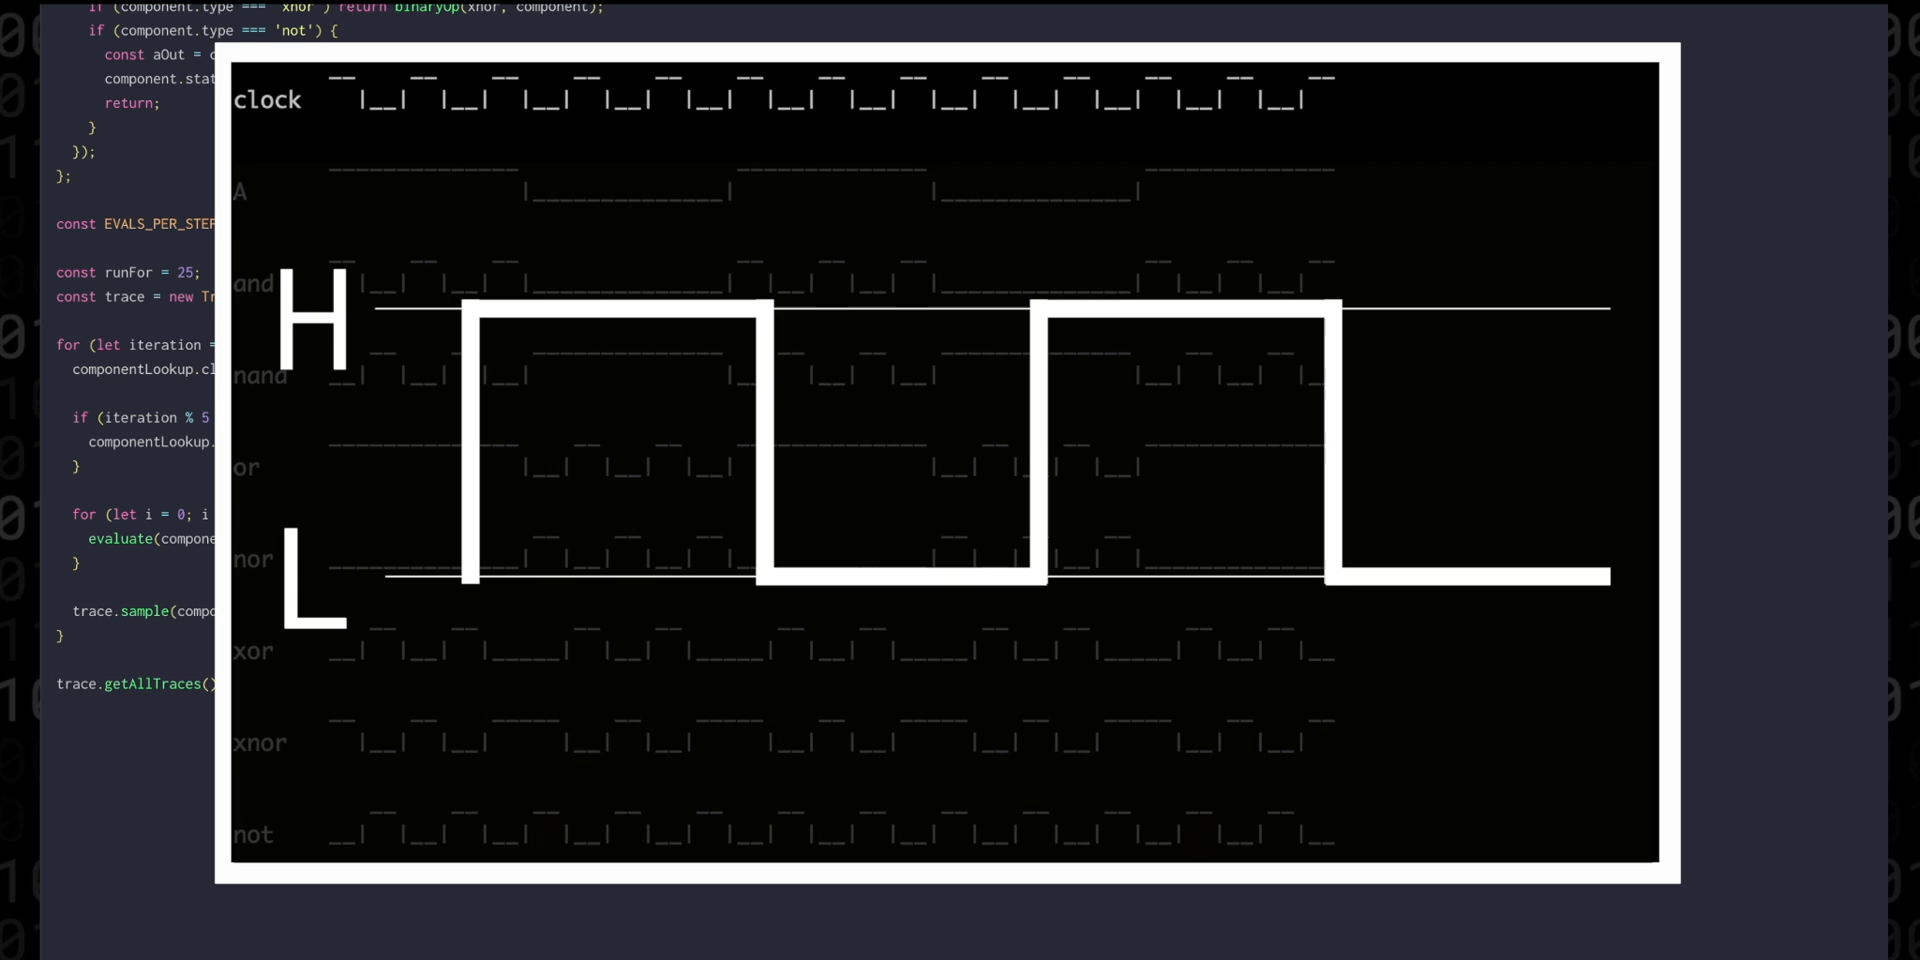 if (component.type === 'xnor') return binaryOp(xnor, component);
if (component.type === 'not') {
const aOut = c
component.stat
return;
}
});
};
const EVALS_PER_STEP
const runFor = 25;
const trace = new Tr
for (let iteration =
componentLookup.cl
if (iteration % 5
componentLookup.
}
for (let i = 0; i
evaluate(compone
}
trace.sample(compo
}
trace.getAllTraces()
clock
A
and
nand
or
nor
xor
xnor
not
H
L